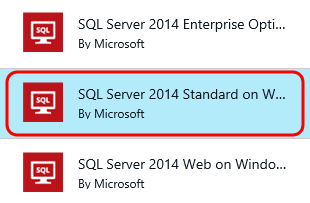 SQL
SQL Server 2014 Enterprise Opti...
By Microsoft
SQL
SQL Server 2014 Standard on W...
By Microsoft
SQL
SQL Server 2014 Web on Windo...
By Microsoft